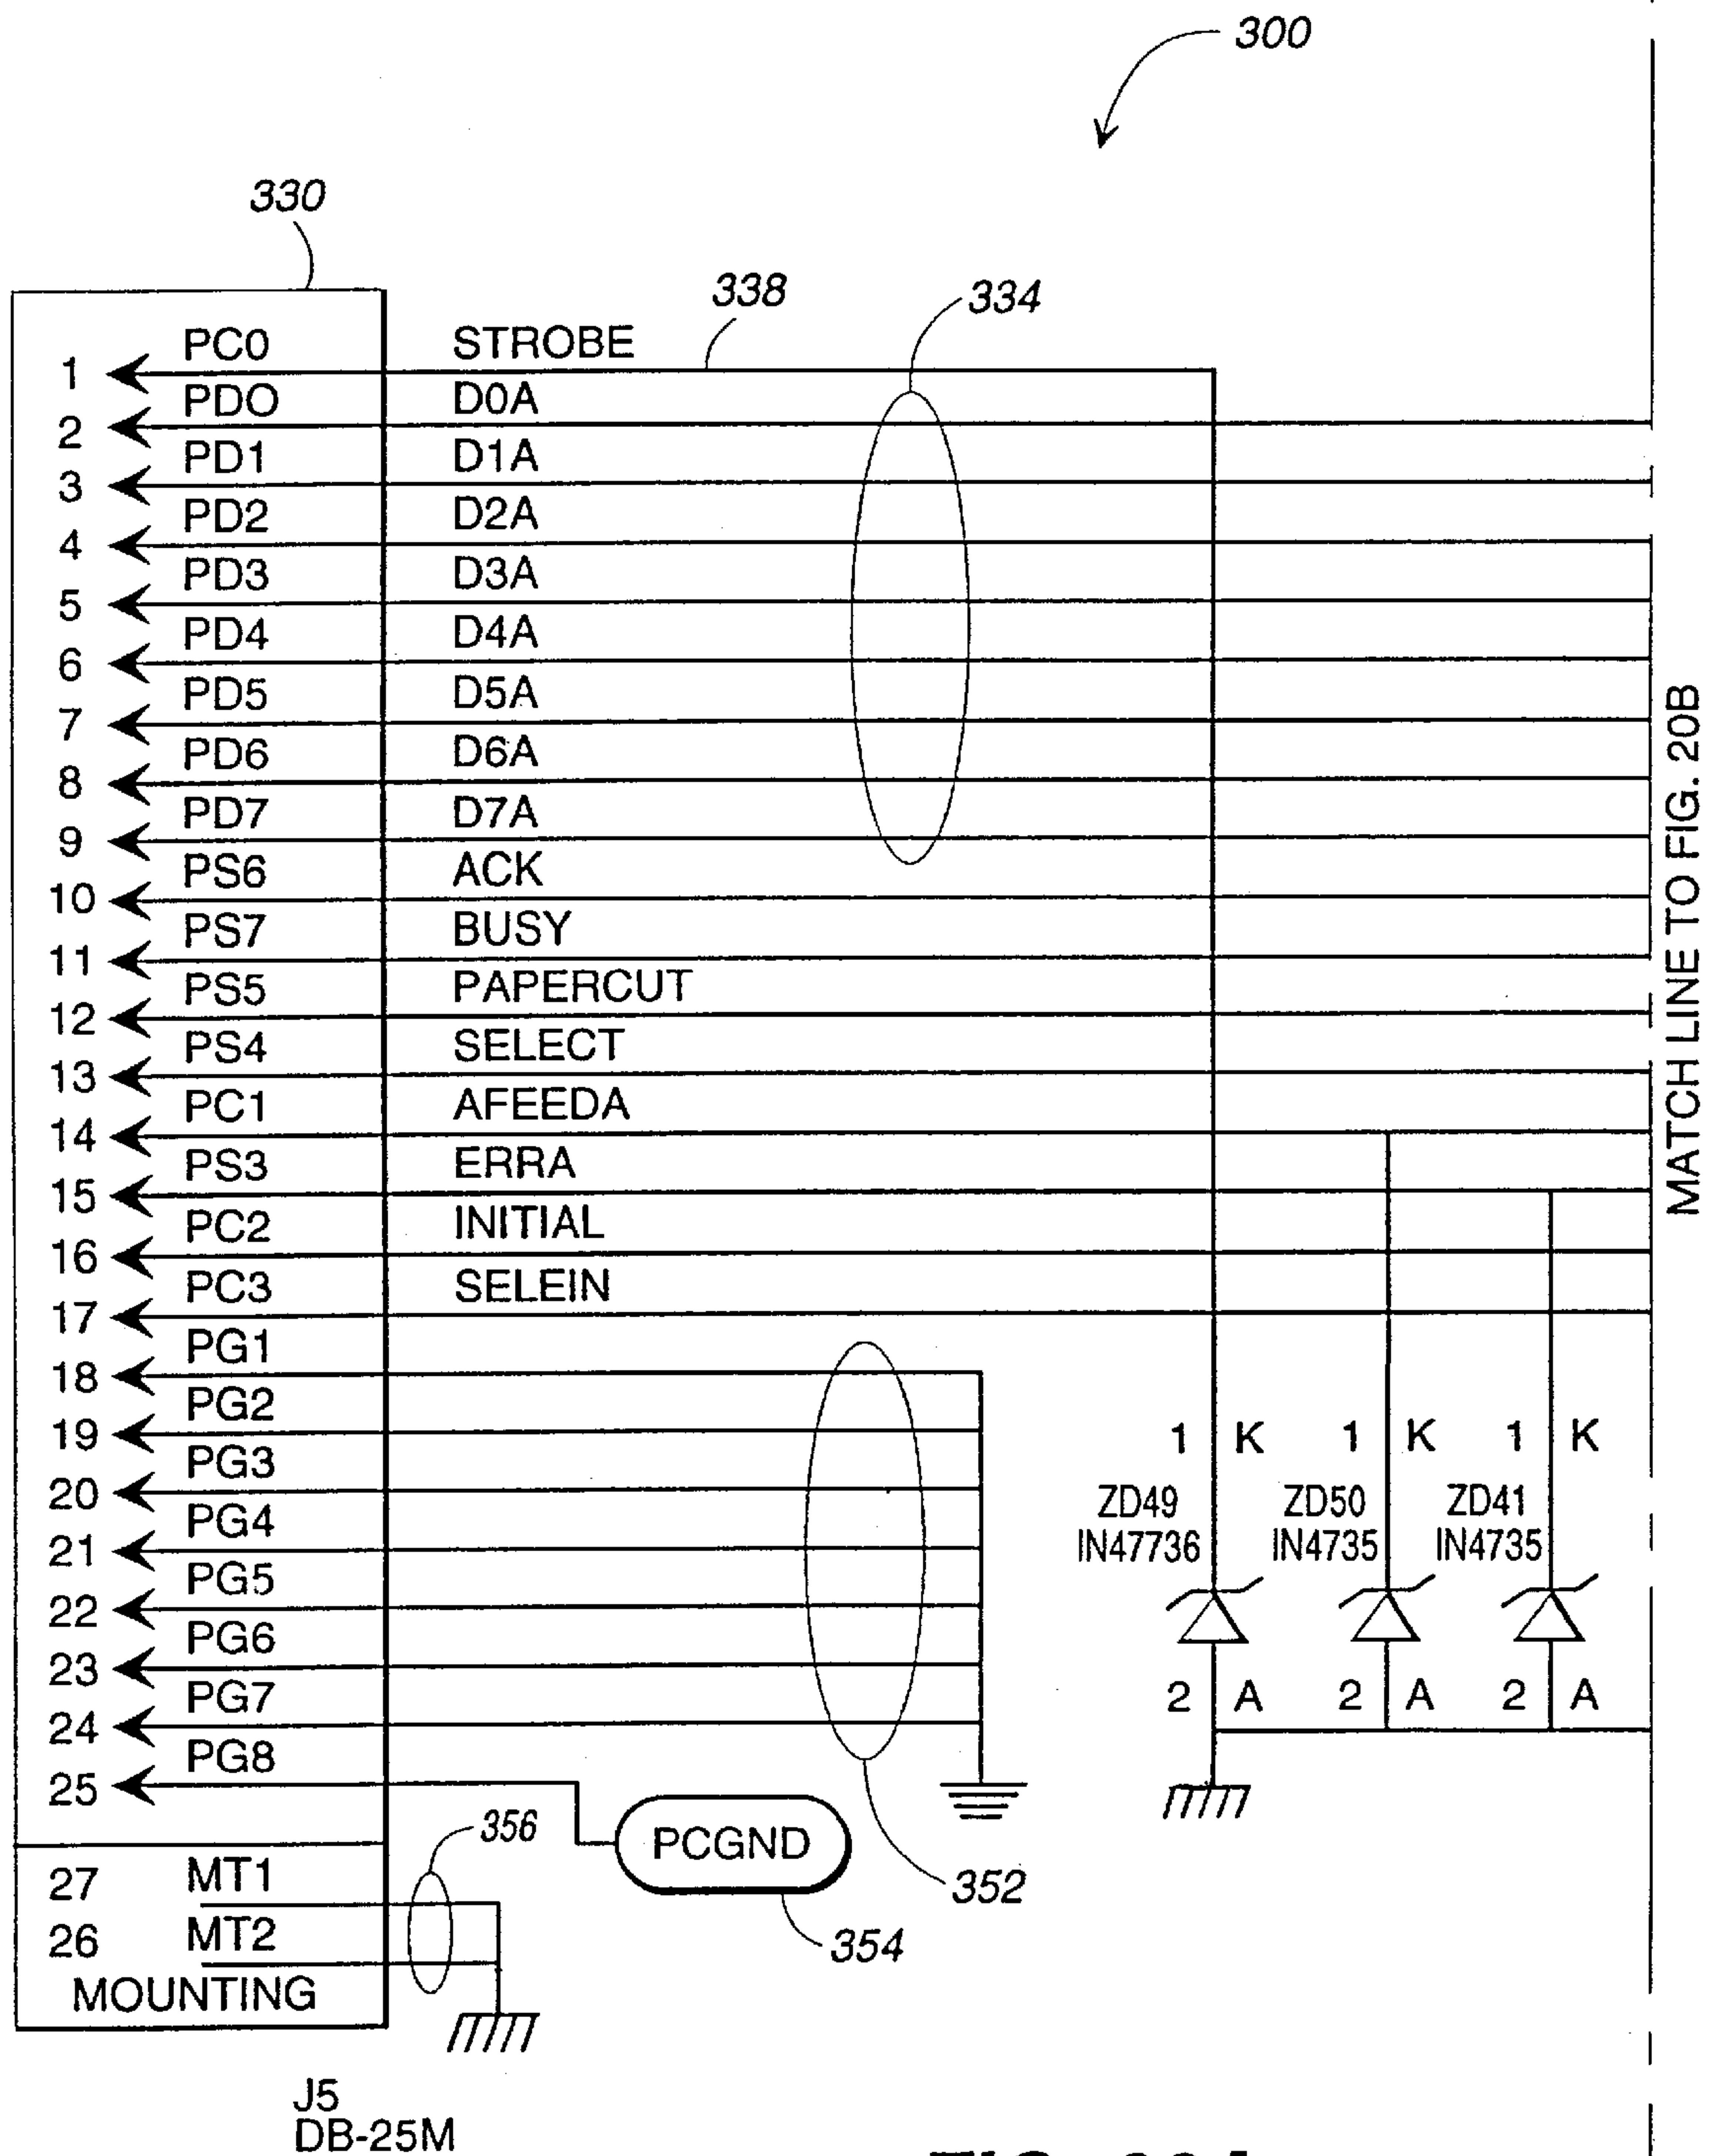 300
330
338
334
1 PC0 STROBE
2 PDO D0A
3 PD1 D1A
4 PD2 D2A
5 PD3 D3A
6 PD4 D4A
7 PD5 D5A
8 PD6 D6A
9 PD7 D7A
10 PS6 ACK
11 PS7 BUSY
12 PS5 PAPERCUT
13 PS4 SELECT
14 PC1 AFEEDA
15 PS3 ERRA
16 PC2 INITIAL
17 PC3 SELEIN
18 PG1
19 PG2
20 PG3
21 PG4
22 PG5
23 PG6
24 PG7
25 PG8
1 K 1 K 1 K
ZD49 ZD50 ZD41
IN47736 IN4735 IN4735
2 A 2 A 2 A
356
PCGND
352
354
27 MT1
26 MT2
MOUNTING
J5
DB-25M
MATCH LINE TO FIG. 20B